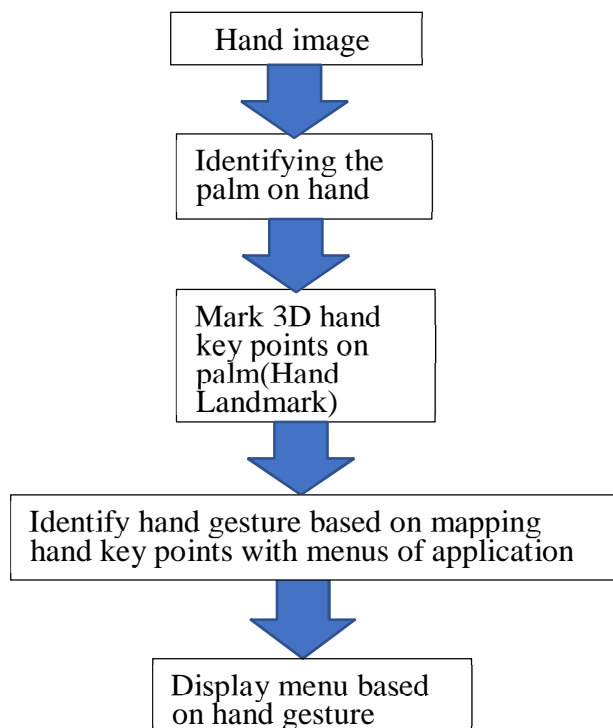 Hand image
Identifying the
palm on hand
Mark 3D hand
key points on
palm(Hand
Landmark)
Identify hand gesture based on mapping
hand key points with menus of application
Display menu based
on hand gesture